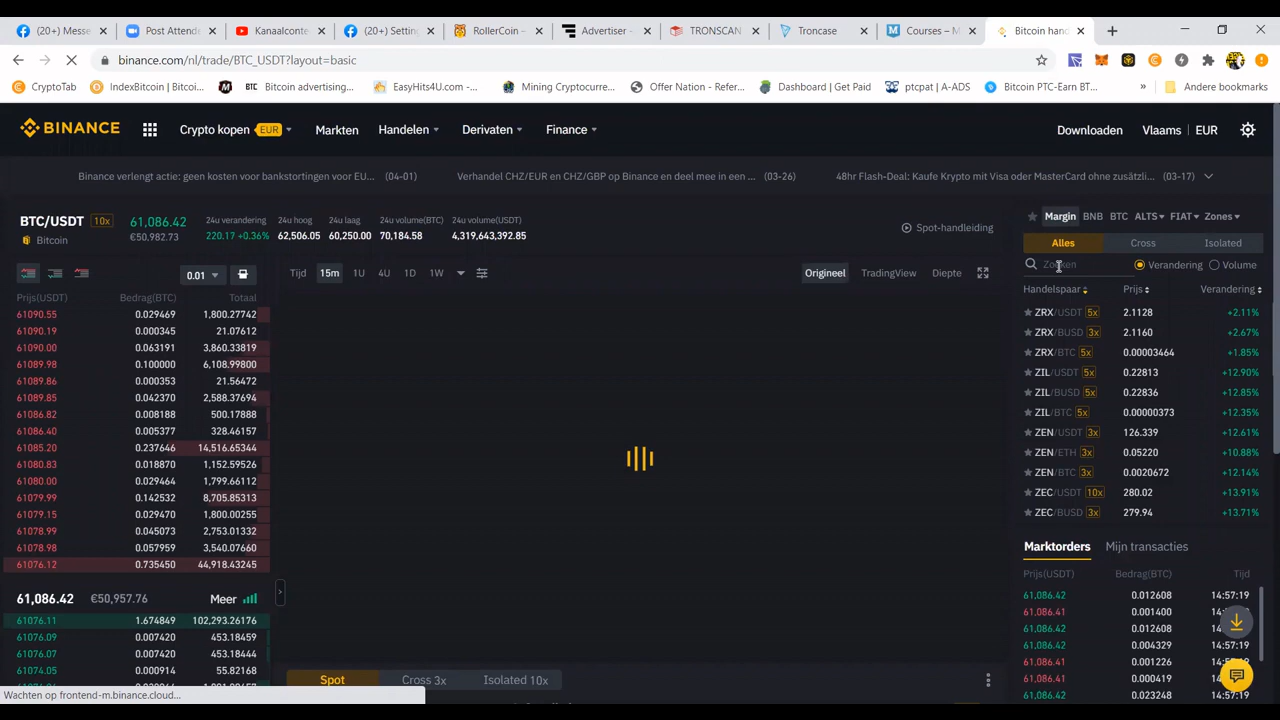 (20+) Messe
Post Attende
Kanaalconte
(20+) Setting
RollerCoin -
Advertiser -
TRONSCAN
Troncase
Courses – M
Bitcoin hand
binance.com/nl/trade/BTC_USDT?layout=basic
CryptoTab
IndexBitcoin | Bitcoi...
Bitcoin advertising...
EasyHits4U.com -...
Mining Cryptocurre...
Offer Nation - Refer...
Dashboard | Get Paid
ptcpat | A-ADS
Bitcoin PTC-Earn BT...
»
Andere bookmarks
BINANCE
Crypto kopen EUR
Markten
Handelen
Derivaten
Finance
Downloaden
Vlaams
EUR
Binance verlengt actie: geen kosten voor bankstortingen voor EU... (04-01)
Verhandel CHZ/EUR en CHZ/GBP op Binance en deel mee in een ... (03-26)
48hr Flash-Deal: Kaufe Krypto mit Visa oder MasterCard ohne zusätzli... (03-17)
BTC/USDT 10x
Bitcoin
61,086.42
€50,982.73
24u verandering
220.17 +0.36%
24u hoog
62,506.05
24u laag
60,250.00
24u volume(BTC)
70,184.58
24u volume(USDT)
4,319,643,392.85
Spot-handleiding
0.01
Prijs(USDT) Bedrag(BTC) Totaal
61090.55 0.029469 1,800.27742
61090.19 0.000345 21.07612
61090.00 0.063191 3,860.33819
61089.98 0.100000 6,108.99800
61089.86 0.000353 21.56472
61089.85 0.042370 2,588.37694
61086.82 0.008188 500.17888
61086.40 0.005377 328.46157
61085.20 0.237646 14,516.65344
61080.83 0.018870 1,152.59526
61080.00 0.029464 1,799.66112
61079.99 0.142532 8,705.85313
61079.15 0.029470 1,800.00255
61078.99 0.045073 2,753.01332
61078.98 0.057959 3,540.07660
61076.12 0.735450 44,918.43245
61,086.42 €50,957.76 Meer
61076.11 1.674849 102,293.26176
61076.09 0.007420 453.18459
61076.07 0.007420 453.18444
61074.05 0.000914 55.82168
Tijd 15m 1U 4U 1D 1W
Origineel TradingView Diepte
Spot Cross 3x Isolated 10x
Margin BNB BTC ALTS FIAT Zones
Alles Cross Isolated
Zoeken Verandering Volume
Handelspaar Prijs Verandering
ZRX/USDT 5x 2.1128 +2.11%
ZRX/BUSD 3x 2.1160 +2.67%
ZRX/BTC 5x 0.00003464 +1.85%
ZIL/USDT 5x 0.22813 +12.90%
ZIL/BUSD 5x 0.22836 +12.85%
ZIL/BTC 5x 0.00000373 +12.35%
ZEN/USDT 3x 126.339 +12.61%
ZEN/ETH 3x 0.05220 +10.88%
ZEN/BTC 3x 0.0020672 +12.14%
ZEC/USDT 10x 280.02 +13.91%
ZEC/BUSD 3x 279.94 +13.71%
Marktorders Mijn transacties
Prijs(USDT) Bedrag(BTC) Tijd
61,086.42 0.012608 14:57:19
61,086.41 0.001400 14:57:19
61,086.42 0.012608 14:57:19
61,086.42 0.004645 14:57:19
61,086.41 0.001226 14:57:19
61,086.41 0.000419 14:57:19
61,086.42 0.023248 14:57:19
Wachten op frontend-m.binance.cloud...